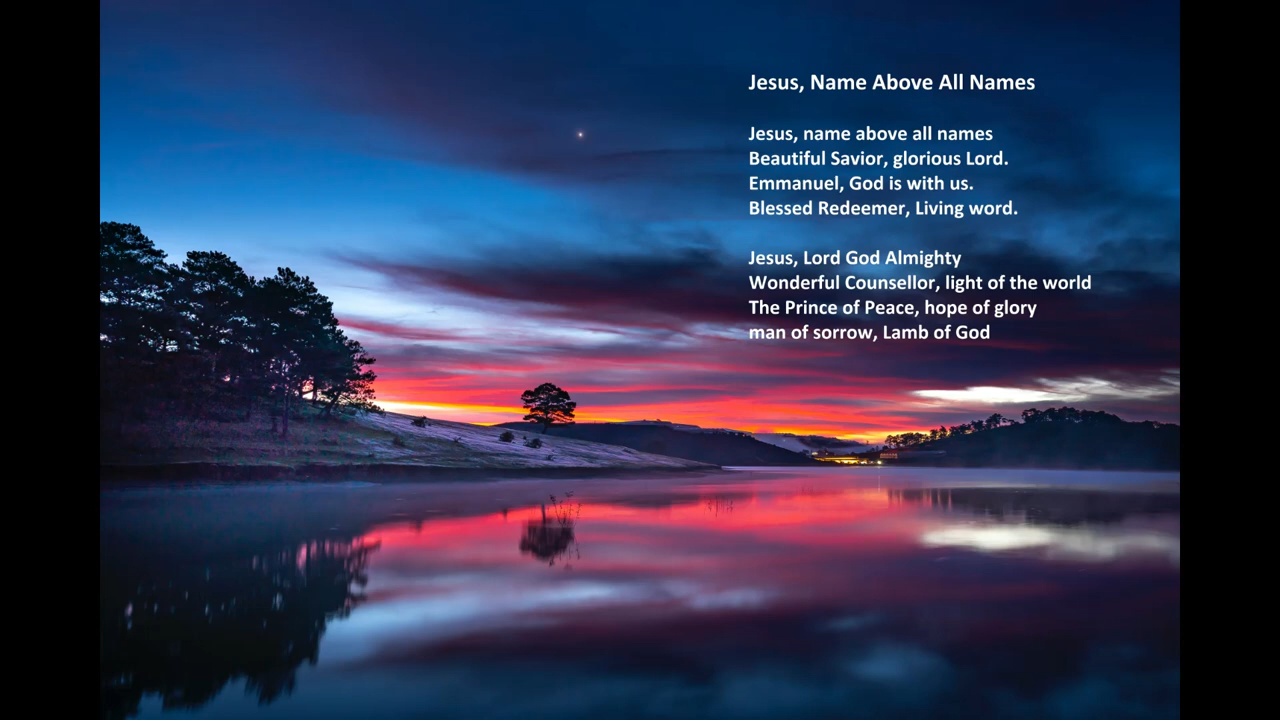 Jesus, Name Above All Names
Jesus, name above all names
Beautiful Savior, glorious Lord.
Emmanuel, God is with us.
Blessed Redeemer, Living word.
Jesus, Lord God Almighty
Wonderful Counsellor, light of the world
The Prince of Peace, hope of glory
man of sorrow, Lamb of God